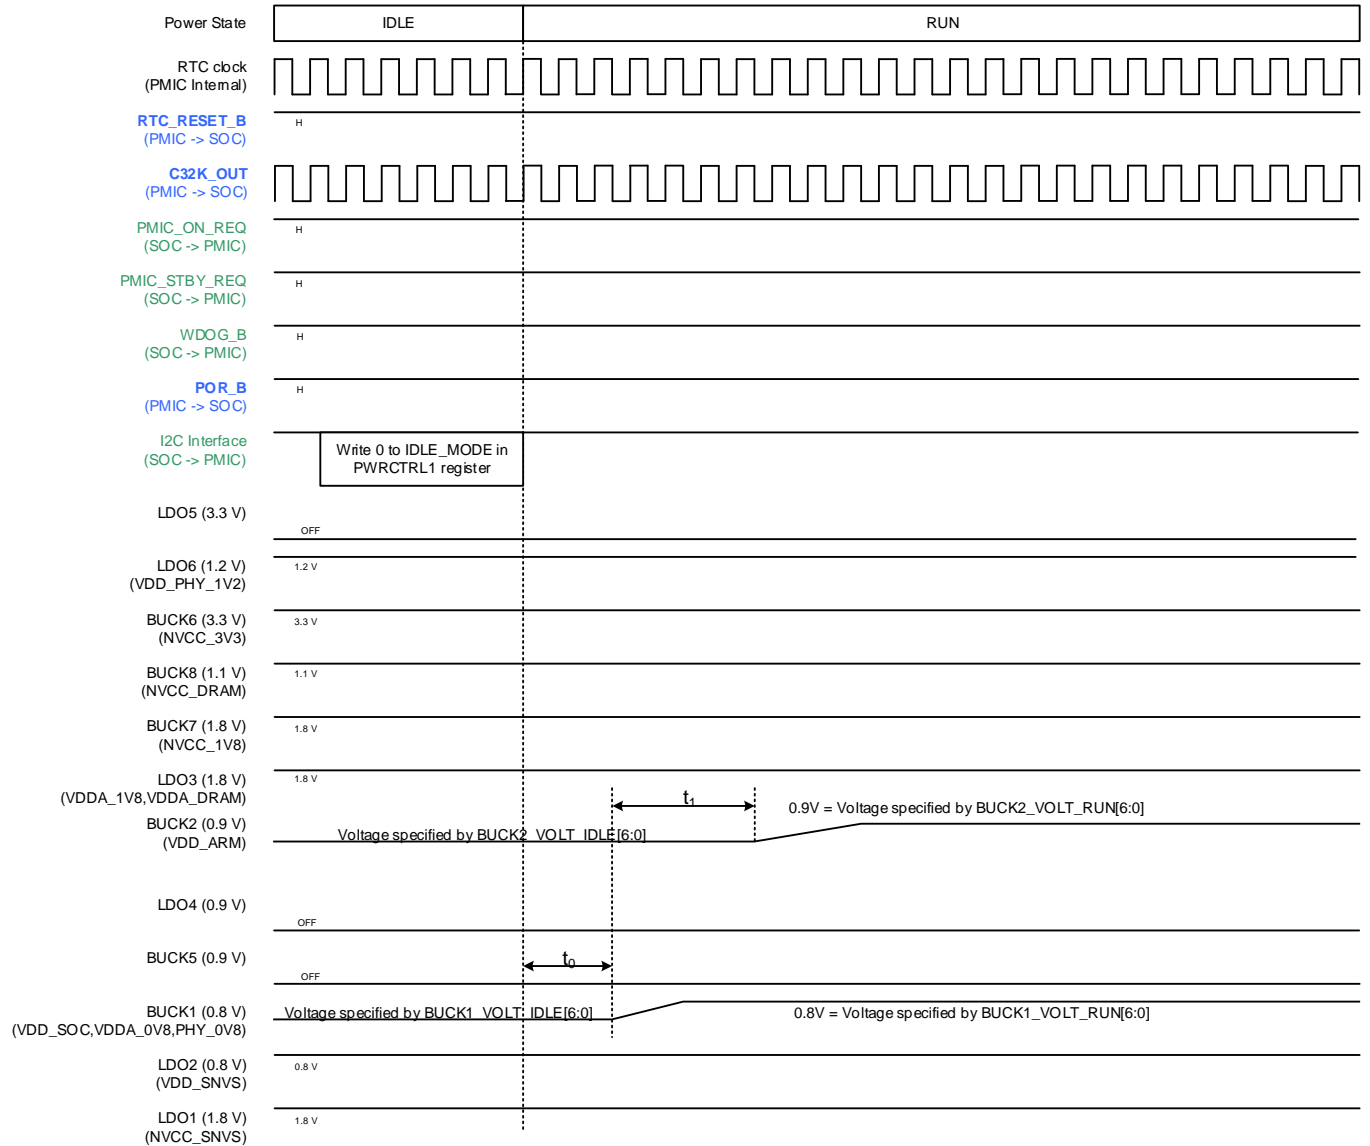 Power State
IDLE
RUN
RTC clock
(PMIC Internal)
RTC_RESET_B
(PMIC -> SOC)
H
C32K_OUT
(PMIC -> SOC)
PMIC_ON_REQ
(SOC -> PMIC)
H
PMIC_STBY_REQ
(SOC -> PMIC)
H
WDOG_B
(SOC -> PMIC)
H
POR_B
(PMIC -> SOC)
H
I2C Interface
(SOC -> PMIC)
Write 0 to IDLE_MODE in
PWRCTRL1 register
LDO5 (3.3 V)
OFF
LDO6 (1.2 V)
(VDD_PHY_1V2)
1.2 V
BUCK6 (3.3 V)
(NVCC_3V3)
3.3 V
BUCK8 (1.1 V)
(NVCC_DRAM)
1.1 V
BUCK7 (1.8 V)
(NVCC_1V8)
1.8 V
LDO3 (1.8 V)
(VDDA_1V8,VDDA_DRAM)
1.8 V
t1
BUCK2 (0.9 V)
(VDD_ARM)
Voltage specified by BUCK2_VOLT_IDLE[6:0]
0.9V = Voltage specified by BUCK2_VOLT_RUN[6:0]
LDO4 (0.9 V)
OFF
BUCK5 (0.9 V)
OFF
t0
BUCK1 (0.8 V)
(VDD_SOC,VDDA_0V8,PHY_0V8)
Voltage specified by BUCK1_VOLT_IDLE[6:0]
0.8V = Voltage specified by BUCK1_VOLT_RUN[6:0]
LDO2 (0.8 V)
(VDD_SNVS)
0.8 V
LDO1 (1.8 V)
(NVCC_SNVS)
1.8 V